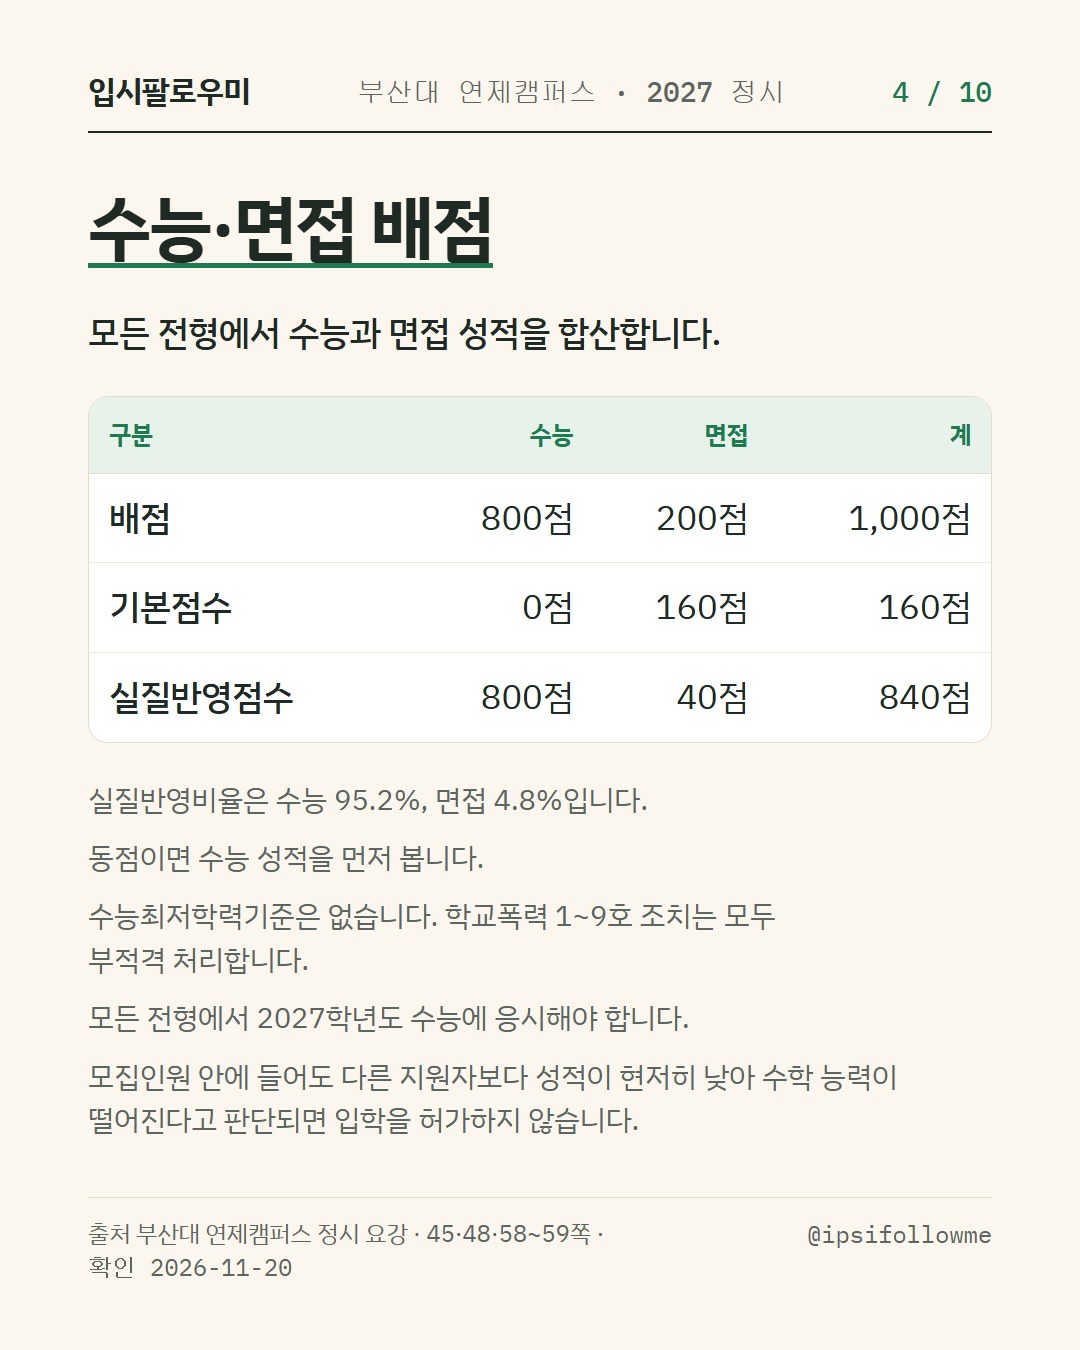 입시팔로우미 부산대 연제캠퍼스 · 2027 정시 4 / 10
수능·면접 배점
모든 전형에서 수능과 면접 성적을 합산합니다.
구분 수능 면접 계
배점 800점 200점 1,000점
기본점수 0점 160점 160점
실질반영점수 800점 40점 840점
실질반영비율은 수능 95.2%, 면접 4.8%입니다.
동점이면 수능 성적을 먼저 봅니다.
수능최저학력기준은 없습니다. 학교폭력 1~9호 조치는 모두
부적격 처리합니다.
모든 전형에서 2027학년도 수능에 응시해야 합니다.
모집인원 안에 들어도 다른 지원자보다 성적이 현저히 낮아 수학 능력이
떨어진다고 판단되면 입학을 허가하지 않습니다.
출처 부산대 연제캠퍼스 정시 요강 · 45·48·58~59쪽 ·
확인 2026-11-20
@ipsifollowme